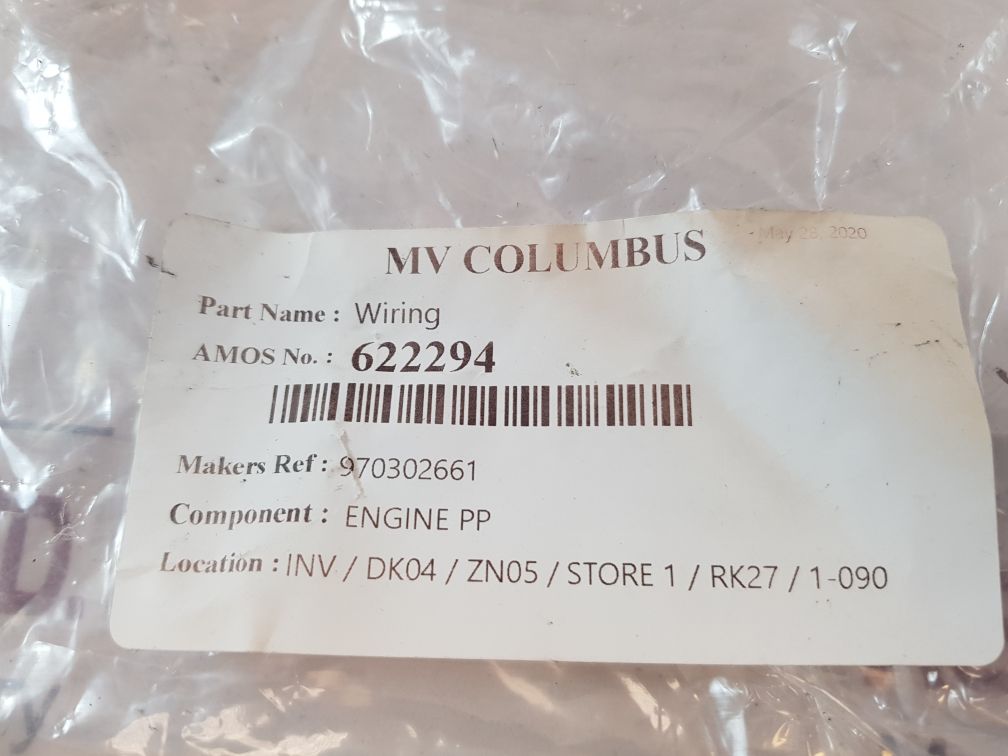 MV COLUMBUS
May 28, 2020
Part Name : Wiring
AMOS No. : 622294
Makers Ref : 970302661
Component : ENGINE PP
Location : INV / DK04 / ZN05 / STORE 1 / RK27 / 1-090